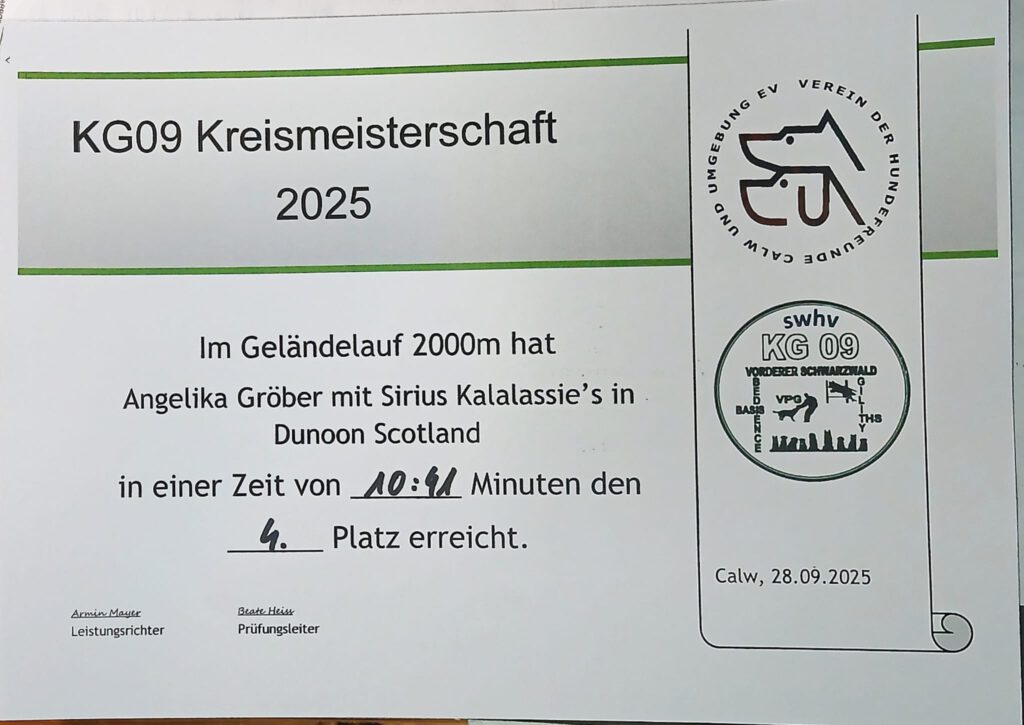 KG09 Kreismeisterschaft
2025
Im Geländelauf 2000m hat
Angelika Gröber mit Sirius Kalalassie's in
Dunoon Scotland
in einer Zeit von 10:41 Minuten den
4. Platz erreicht.
Armin Mayer
Leistungsrichter
Beate Heiss
Prüfungsleiter
VEREIN DER HUNDEFREUNDE CALW UND UMGEBUNG EV
swhv
KG 09
VORDERER SCHWARZWALD
BEDIENCE
BASIS
VPG
GILITY
THS
Calw, 28.09.2025